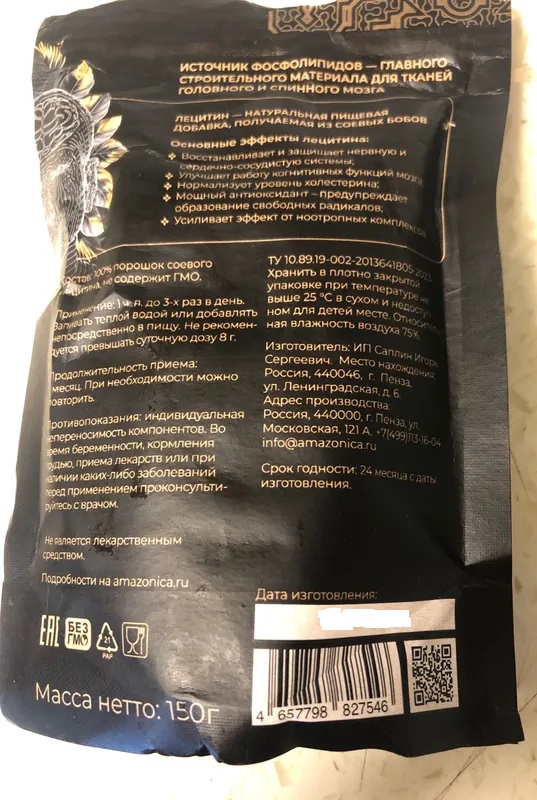 ИСТОЧНИК ФОСФОЛИПИДОВ — ГЛАВНОГО
СТРОИТЕЛЬНОГО МАТЕРИАЛА ДЛЯ ТКАНЕЙ
ГОЛОВНОГО И СПИННОГО МОЗГА
ЛЕЦИТИН — НАТУРАЛЬНАЯ ПИЩЕВАЯ
ДОБАВКА, ПОЛУЧАЕМАЯ ИЗ СОЕВЫХ БОБОВ
Основные эффекты лецитина:
Восстанавливает и защищает нервную и
сердечно-сосудистую системы;
Улучшает работу когнитивных функций мозга;
Нормализует уровень холестерина;
Мощный антиоксидант – предупреждает
образование свободных радикалов;
Усиливает эффект от ноотропных комплексов
Состав: 100% порошок соевого
лецитина, не содержит ГМО.
Применение: 1 ч. л. до 3-х раз в день.
Запивать теплой водой или добавлять
непосредственно в пищу. Не рекомен-
дуется превышать суточную дозу 8 г.
Продолжительность приема:
месяц. При необходимости можно
повторить.
Противопоказания: индивидуальная
непереносимость компонентов. Во
время беременности, кормления
грудью, приема лекарств или при
наличии каких-либо заболеваний
перед применением проконсульти-
руйтесь с врачом.
Не является лекарственным
средством.
Подробности на amazonica.ru
ТУ 10.89.19-002-2013641805-2023
Хранить в плотно закрытой
упаковке при температуре не
выше 25 °С в сухом и недоступ-
ном для детей месте. Относитель-
ная влажность воздуха 75%
Изготовитель: ИП Саплин Игорь
Сергеевич. Место нахождения:
Россия, 440046, г. Пенза,
ул. Ленинградская, д. 6.
Адрес производства:
Россия, 440000, г. Пенза, ул.
Московская, 121 А, +7(499)113-16-04
info@amazonica.ru
Срок годности: 24 месяца с даты
изготовления.
Дата изготовления:
EAC
БЕЗ
ГМО
21
PAP
Масса нетто: 150г
4 657798 827546